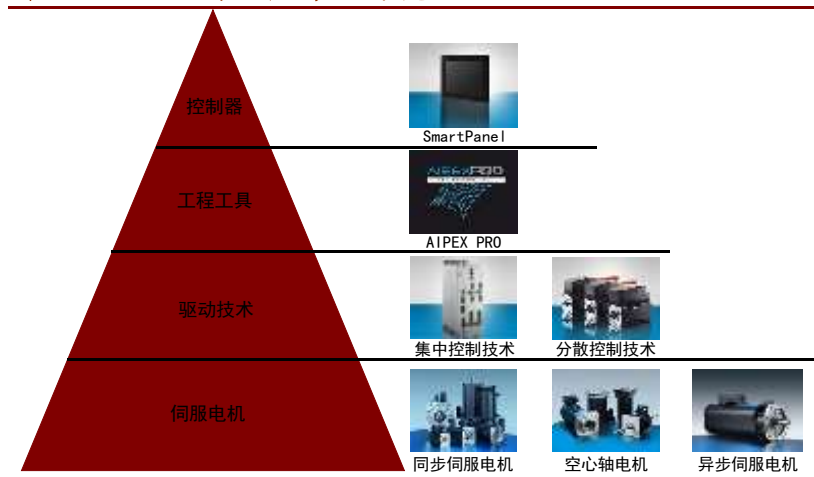 控制器
SmartPanel
工程工具
AIPEX PRO
AIPEX PRO
驱动技术
集中控制技术 分散控制技术
伺服电机
同步伺服电机 空心轴电机 异步伺服电机